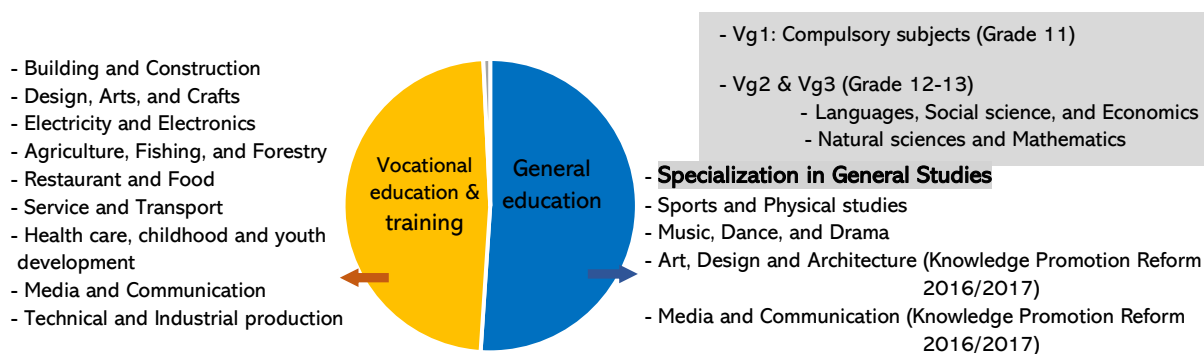 - Building and Construction
- Design, Arts, and Crafts
- Electricity and Electronics
- Agriculture, Fishing, and Forestry
- Restaurant and Food
- Service and Transport
- Health care, childhood and youth
development
- Media and Communication
- Technical and Industrial production
Vocational
education &
training
General
education
- Vg1: Compulsory subjects (Grade 11)
- Vg2 & Vg3 (Grade 12-13)
- Languages, Social science, and Economics
- Natural sciences and Mathematics
- Specialization in General Studies
- Sports and Physical studies
- Music, Dance, and Drama
- Art, Design and Architecture (Knowledge Promotion Reform
2016/2017)
- Media and Communication (Knowledge Promotion Reform
2016/2017)